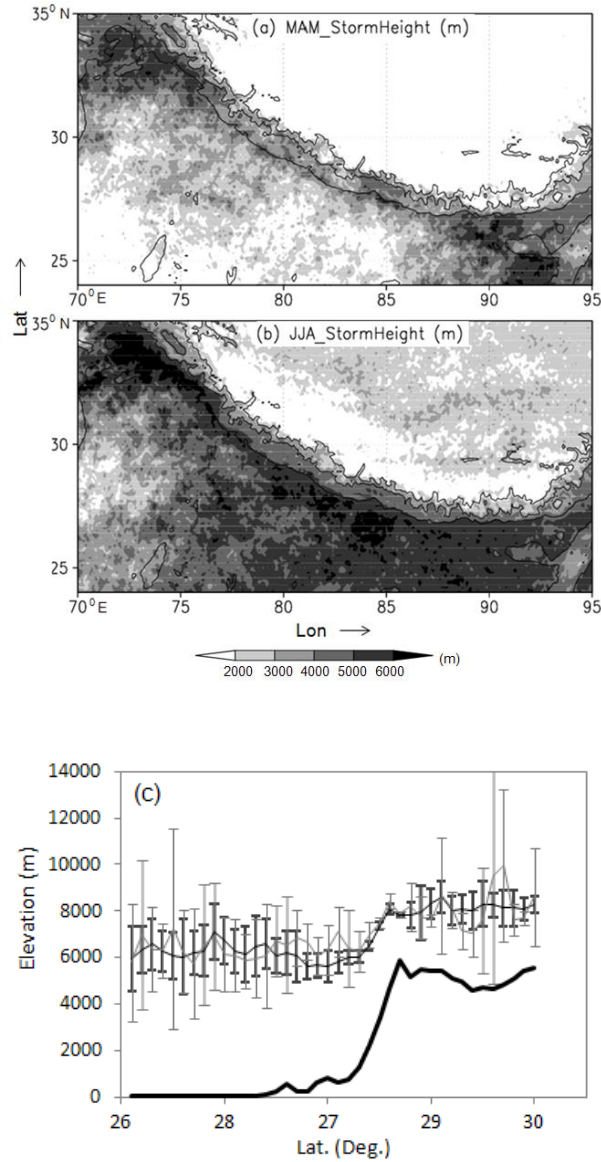 35° N
(a) MAM_StormHeight (m)
30
25
70° E 75 80 85 90 95
Lat →
35° N
(b) JJA_StormHeight (m)
30
25
70° E 75 80 85 90 95
Lon →
2000 3000 4000 5000 6000 (m)
(c)
14000
12000
10000
8000
6000
4000
2000
0
Elevation (m)
26 28 27 29 30
Lat. (Deg.)